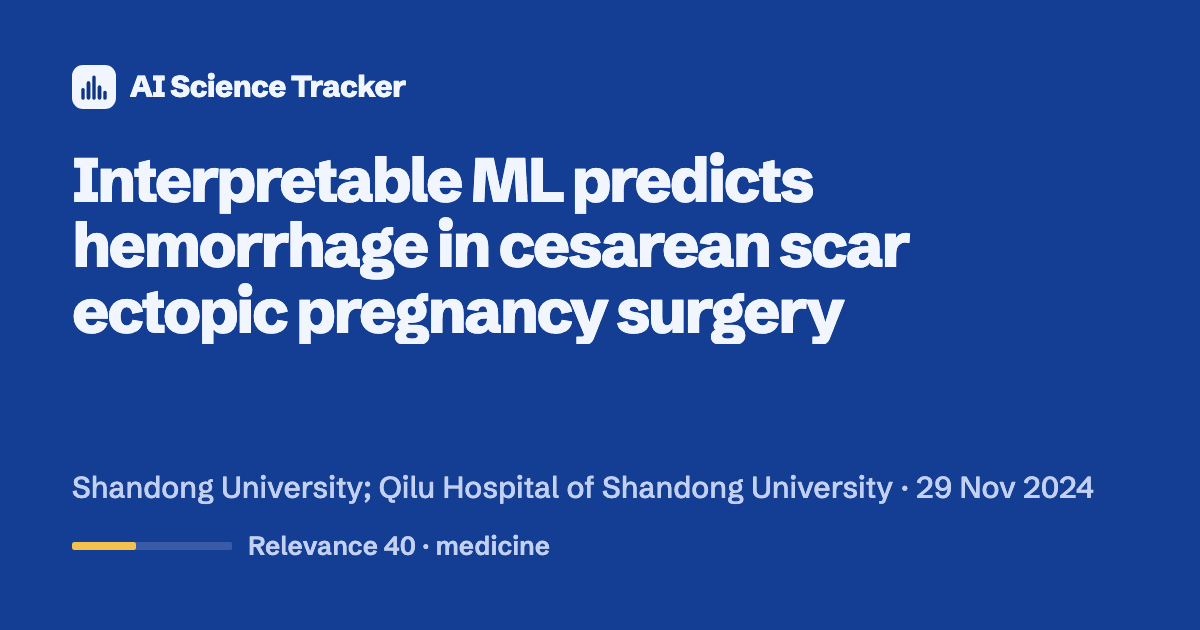 AI Science Tracker
Interpretable ML predicts
hemorrhage in cesarean scar
ectopic pregnancy surgery
Shandong University; Qilu Hospital of Shandong University · 29 Nov 2024
Relevance 40 · medicine